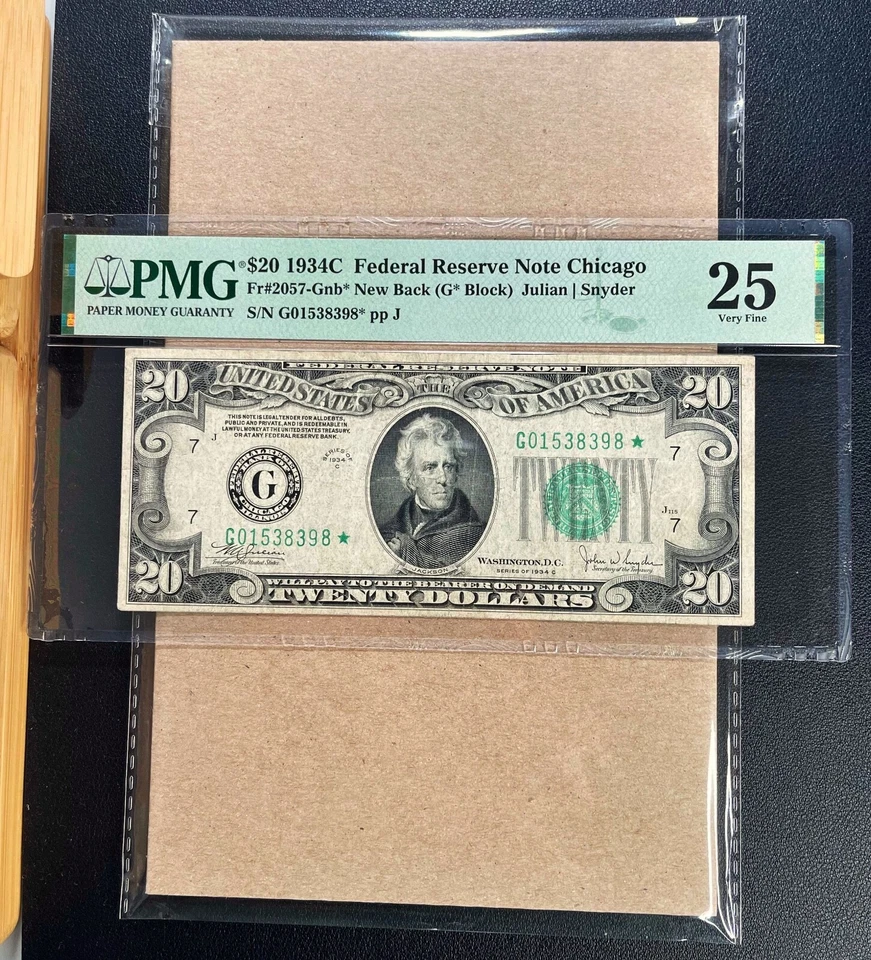 PMG®
PAPER MONEY GUARANTY
$20 1934C Federal Reserve Note Chicago
Fr#2057-Gnb* New Back (G* Block) Julian | Snyder
S/N G01538398* pp J
25
Very Fine
FEDERAL RESERVE NOTE
20
UNITED STATES THE OF AMERICA
20
THIS NOTE IS LEGAL TENDER FOR ALL DEBTS,
PUBLIC AND PRIVATE, AND IS REDEEMABLE IN
LAWFUL MONEY AT THE UNITED STATES TREASURY,
OR AT ANY FEDERAL RESERVE BANK.
J
7
SERIES OF
1934
C
G01538398 ★
7
G
CHICAGO
ILLINOIS
7
G01538398 ★
J 118
7
Treasurer of the United States
JACKSON
WASHINGTON, D.C.
SERIES OF 1934 C
John W Snyder
Secretary of the Treasury
20
WILL PAY TO THE BEARER ON DEMAND
TWENTY DOLLARS
20